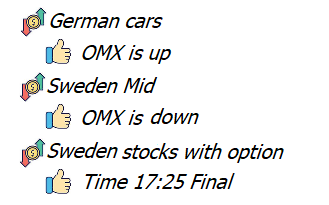 German cars
OMX is up
Sweden Mid
OMX is down
Sweden stocks with option
Time 17:25 Final